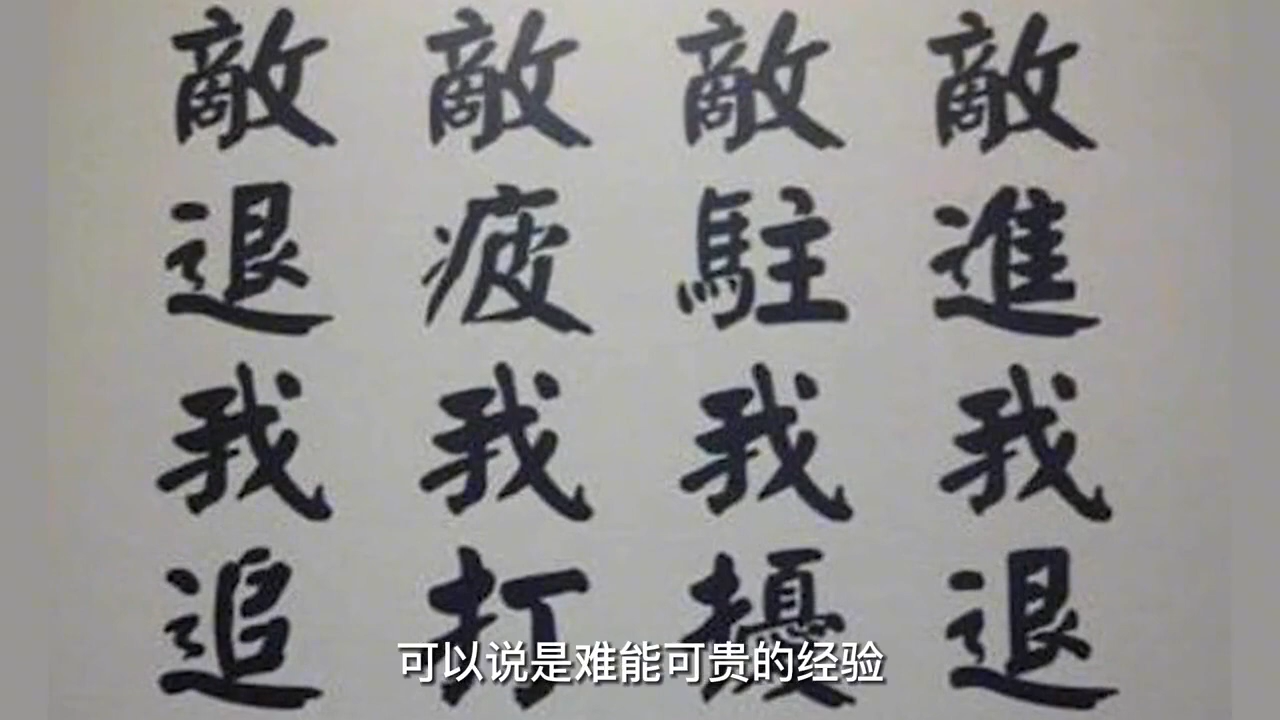 敵進我退
敵駐我擾
敵疲我打
敵退我追
可以说是难能可贵的经验